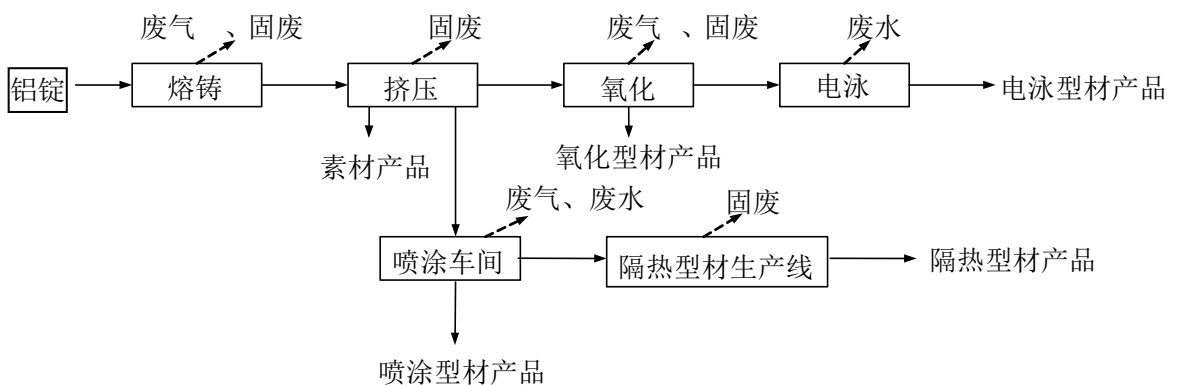 废气 、固废
固废
废气 、固废
废水
铝锭
熔铸
挤压
氧化
电泳
电泳型材产品
素材产品
氧化型材产品
废气、废水
固废
喷涂车间
隔热型材生产线
隔热型材产品
喷涂型材产品